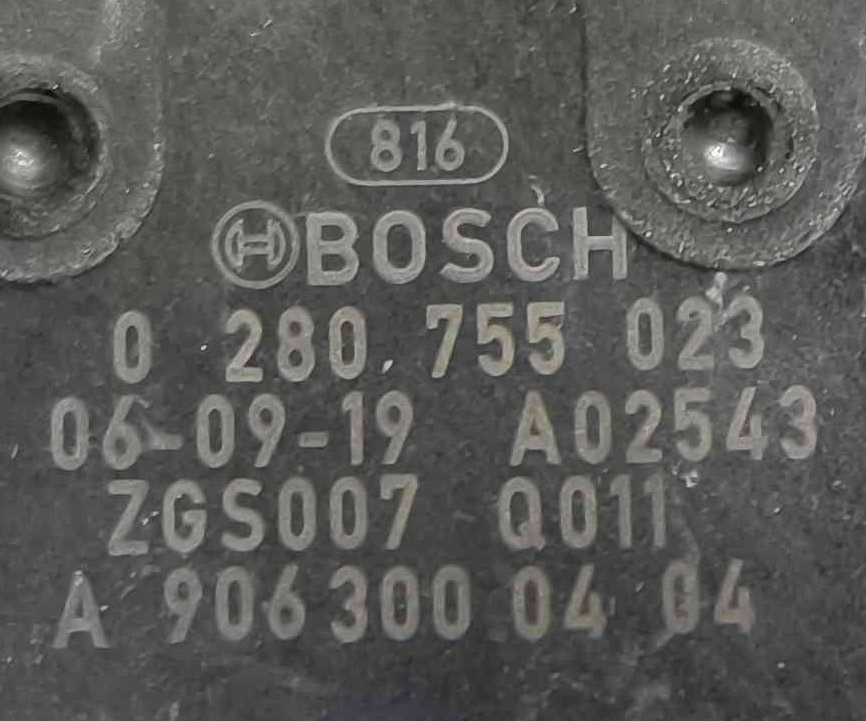 816
BOSCH
0 280 755 023
06-09-19 A02543
ZGS007 Q011
A 906 300 04 04